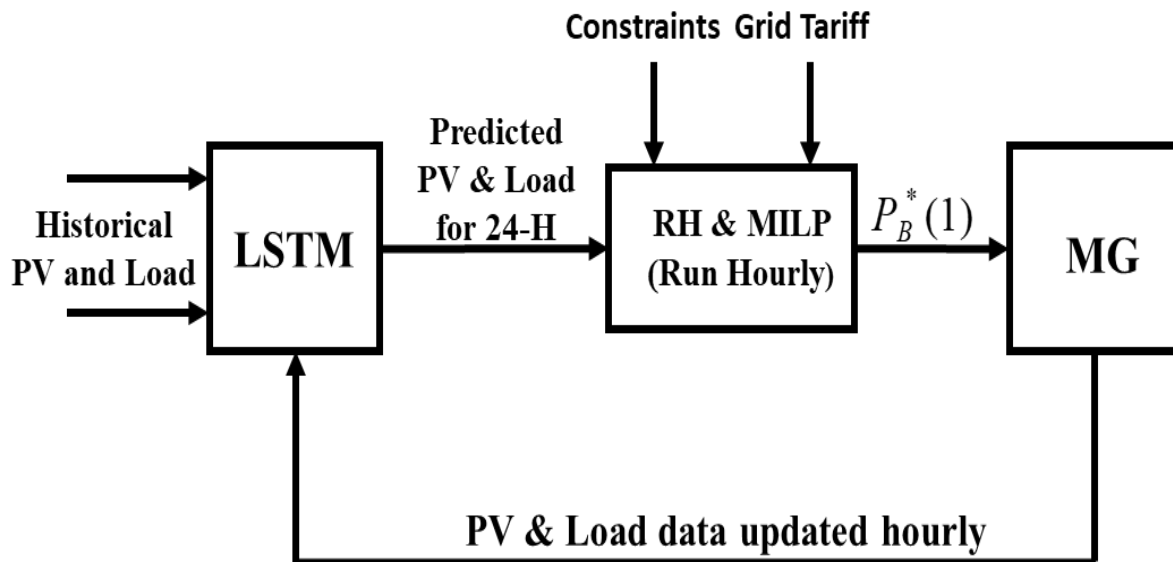 Constraints Grid Tariff
Historical
PV and Load
LSTM
Predicted
PV & Load
for 24-H
RH & MILP
(Run Hourly)
P_B^*(1)
MG
PV & Load data updated hourly